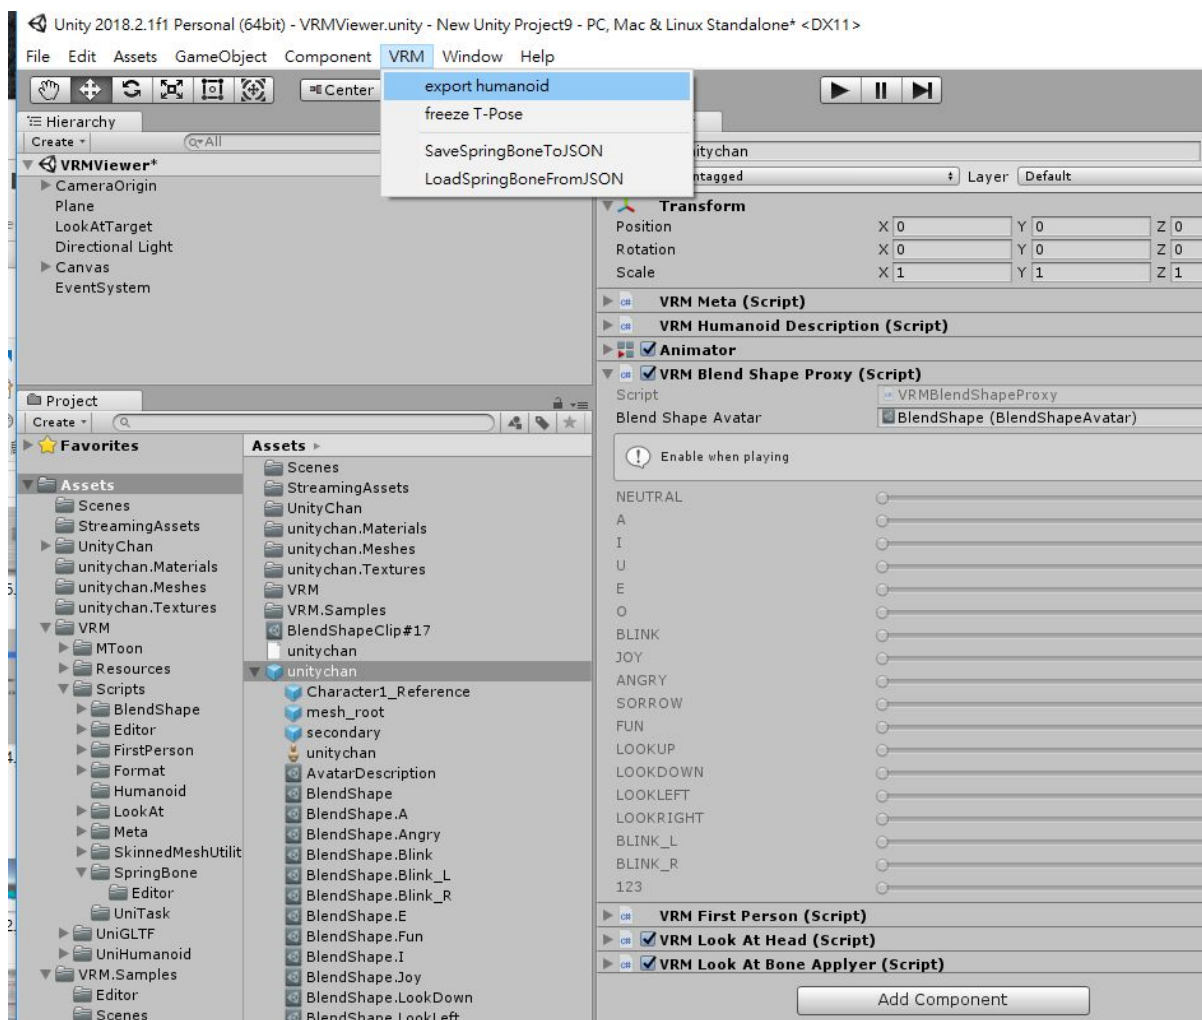 Unity 2018.2.1f1 Personal (64bit) - VRMViewer.unity - New Unity Project9 - PC, Mac & Linux Standalone* <DX11>
File Edit Assets GameObject Component VRM Window Help
Center
export humanoid
freeze T-Pose
SaveSpringBoneToJSON
LoadSpringBoneFromJSON
Hierarchy
Create All
VRMViewer*
CameraOrigin
Plane
LookAtTarget
Directional Light
Canvas
EventSystem
Project
Create
Favorites
Assets
Scenes
StreamingAssets
UnityChan
unitychan.Materials
unitychan.Meshes
unitychan.Textures
VRM
MToon
Resources
Scripts
BlendShape
Editor
FirstPerson
Format
Humanoid
LookAt
Meta
SkinnedMeshUtilit
SpringBone
Editor
UniTask
UniGLTF
UniHumanoid
VRM.Samples
Editor
Scenes
Assets
Scenes
StreamingAssets
UnityChan
unitychan.Materials
unitychan.Meshes
unitychan.Textures
VRM
VRM.Samples
BlendShapeClip#17
unitychan
unitychan
Character1_Reference
mesh_root
secondary
unitychan
AvatarDescription
BlendShape
BlendShape.A
BlendShape.Angry
BlendShape.Blink
BlendShape.Blink_L
BlendShape.Blink_R
BlendShape.E
BlendShape.Fun
BlendShape.I
BlendShape.Joy
BlendShape.LookDown
BlendShape.LookLeft
itychan
ntagged Layer Default
Transform
Position X 0 Y 0 Z 0
Rotation X 0 Y 0 Z 0
Scale X 1 Y 1 Z 1
VRM Meta (Script)
VRM Humanoid Description (Script)
Animator
VRM Blend Shape Proxy (Script)
Script VRMBlendShapeProxy
Blend Shape Avatar BlendShape (BlendShapeAvatar)
Enable when playing
NEUTRAL
A
I
U
E
O
BLINK
JOY
ANGRY
SORROW
FUN
LOOKUP
LOOKDOWN
LOOKLEFT
LOOKRIGHT
BLINK_L
BLINK_R
123
VRM First Person (Script)
VRM Look At Head (Script)
VRM Look At Bone Applyer (Script)
Add Component